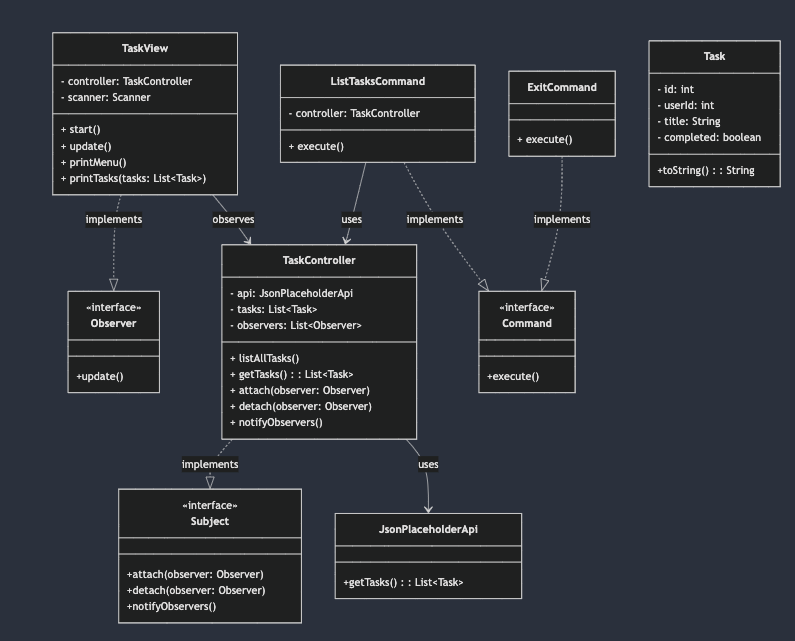 TaskView
- controller: TaskController
- scanner: Scanner
+ start()
+ update()
+ printMenu()
+ printTasks(tasks: List<Task>)
ListTasksCommand
- controller: TaskController
+ execute()
ExitCommand
+ execute()
Task
- id: int
- userId: int
- title: String
- completed: boolean
+toString() : : String
implements
observes
uses
implements
implements
«interface»
Observer
+update()
TaskController
- api: JsonPlaceholderApi
- tasks: List<Task>
- observers: List<Observer>
+ listAllTasks()
+ getTasks() : : List<Task>
+ attach(observer: Observer)
+ detach(observer: Observer)
+ notifyObservers()
«interface»
Command
+execute()
implements
uses
«interface»
Subject
+attach(observer: Observer)
+detach(observer: Observer)
+notifyObservers()
JsonPlaceholderApi
+getTasks() : : List<Task>